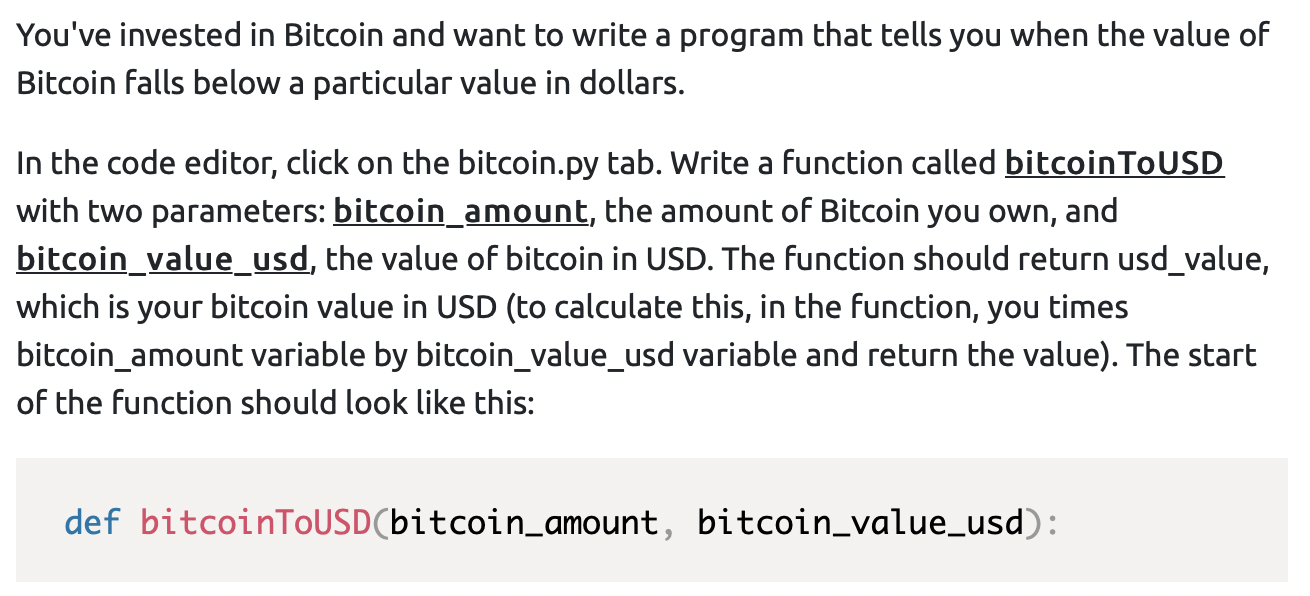 You've invested in Bitcoin and want to write a program that tells you when the value of
Bitcoin falls below a particular value in dollars.
In the code editor, click on the bitcoin.py tab. Write a function called bitcoinToUSD
with two parameters: bitcoin_amount, the amount of Bitcoin you own, and
bitcoin_value_usd, the value of bitcoin in USD. The function should return usd_value,
which is your bitcoin value in USD (to calculate this, in the function, you times
bitcoin_amount variable by bitcoin_value_usd variable and return the value). The start
of the function should look like this:
def bitcoinToUSD(bitcoin_amount, bitcoin_value_usd):